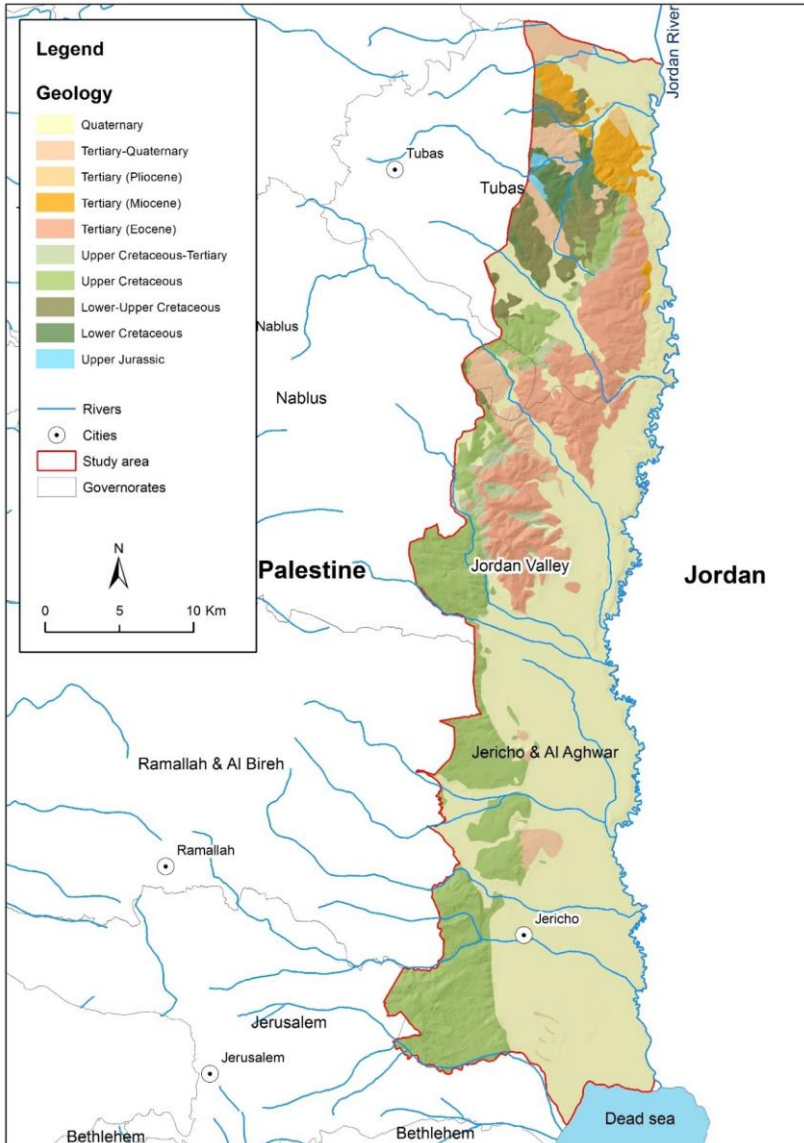 Legend
Geology
Quaternary
Tertiary-Quaternary
Tertiary (Pliocene)
Tertiary (Miocene)
Tertiary (Eocene)
Upper Cretaceous-Tertiary
Upper Cretaceous
Lower-Upper Cretaceous
Lower Cretaceous
Upper Jurassic
Rivers
Cities
Study area
Governorates
N
0 5 10 Km
Jordan River
Tubas
Tubas
Nablus
Nablus
Palestine
Jordan Valley
Jordan
Ramallah & Al Bireh
Jericho & Al Aghwar
Ramallah
Jericho
Jerusalem
Jerusalem
Bethlehem
Bethlehem
Dead sea